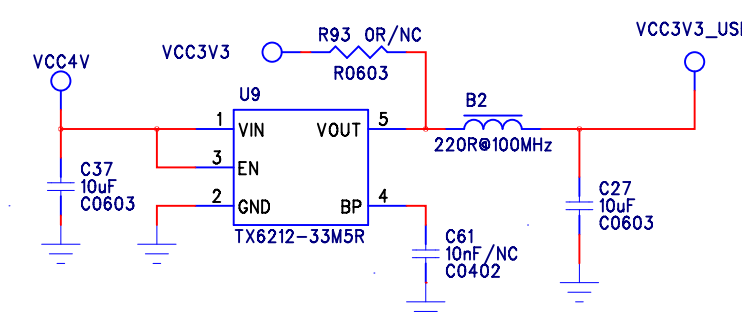 R93 0R/NC
VCC3V3_USB
VCC3V3
VCC4V
R0603
U9
B2
1 VIN VOUT 5
220R@100MHz
3 EN
C37
10uF
C0603
C27
10uF
C0603
2 GND BP 4
TX6212-33M5R
C61
10nF/NC
C0402